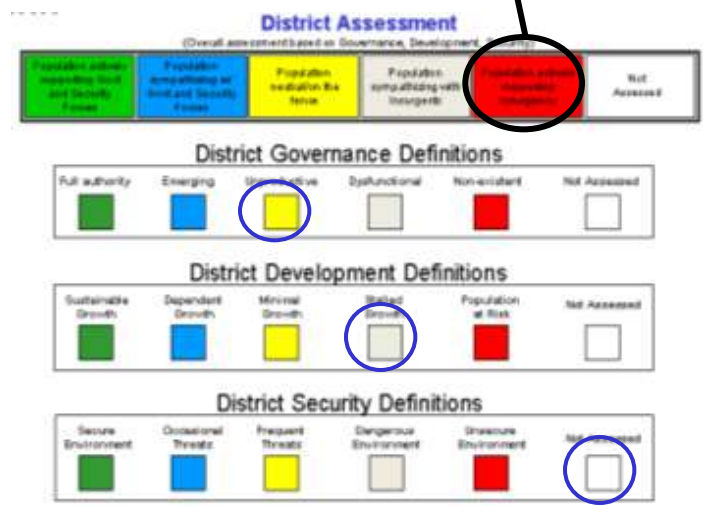 District Assessment
(Overall assessment based on Governance, Development, Security)
Population actively supporting Govt and Security Forces
Population sympathizing w/ Govt and Security Forces
Population neutral/on the fence
Population sympathizing with Insurgents
Population actively supporting Insurgents
Not Assessed
District Governance Definitions
Full authority Emerging Unproductive Dysfunctional Non-existent Not Assessed
District Development Definitions
Sustainable Growth
Dependent Growth
Minimal Growth
Stalled Growth
Population at Risk
Not Assessed
District Security Definitions
Secure Environment
Occasional Threats
Frequent Threats
Dangerous Environment
Unsecure Environment
Not Assessed